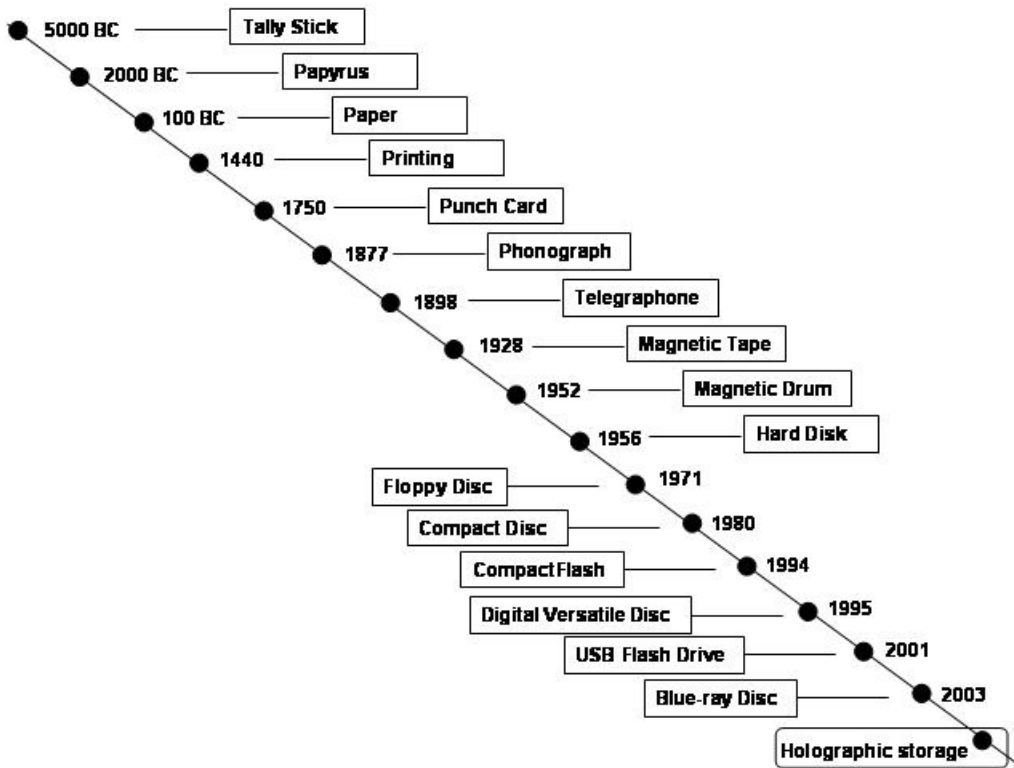 5000 BC Tally Stick
2000 BC Papyrus
100 BC Paper
1440 Printing
1750 Punch Card
1877 Phonograph
1898 Telegraphone
1928 Magnetic Tape
1952 Magnetic Drum
1956 Hard Disk
Floppy Disc 1971
Compact Disc 1980
CompactFlash 1994
Digital Versatile Disc 1995
USB Flash Drive 2001
Blue-ray Disc 2003
Holographic storage